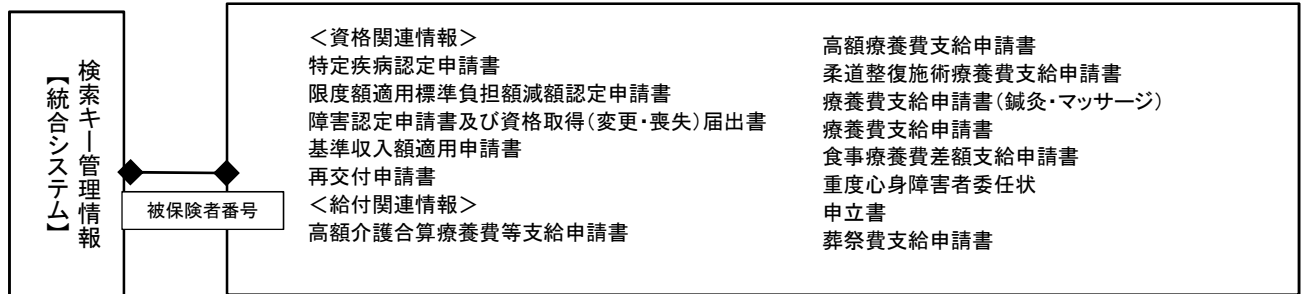 検索キー管理情報
【統合システム】
被保険者番号
＜資格関連情報＞
特定疾病認定申請書
限度額適用標準負担額減額認定申請書
障害認定申請書及び資格取得（変更・喪失）届出書
基準収入額適用申請書
再交付申請書
＜給付関連情報＞
高額介護合算療養費等支給申請書
高額療養費支給申請書
柔道整復施術療養費支給申請書
療養費支給申請書（鍼灸・マッサージ）
療養費支給申請書
食事療養費差額支給申請書
重度心身障害者委任状
申立書
葬祭費支給申請書